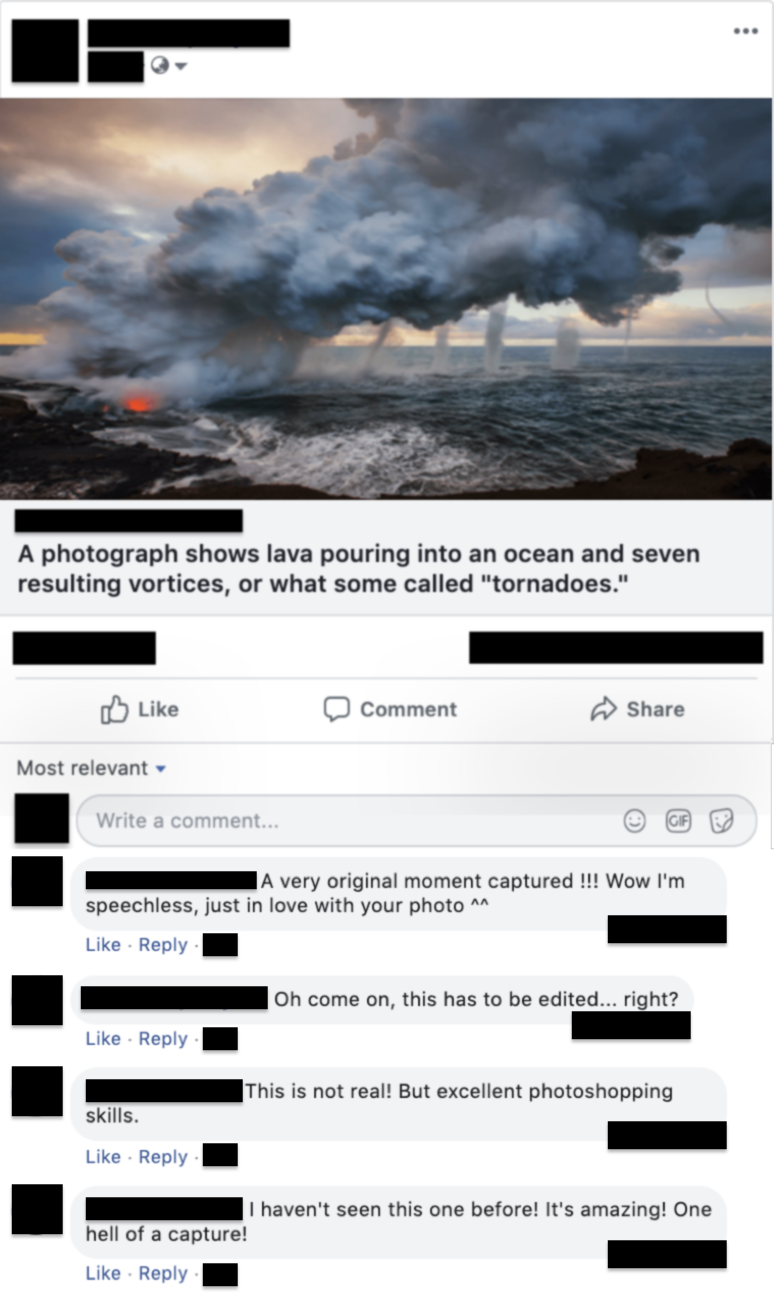 A photograph shows lava pouring into an ocean and seven
resulting vortices, or what some called "tornadoes."
Like
Comment
Share
Most relevant
Write a comment...
GIF
A very original moment captured !!! Wow I'm
speechless, just in love with your photo ^^
Like · Reply ·
Oh come on, this has to be edited... right?
Like · Reply ·
This is not real! But excellent photoshopping
skills.
Like · Reply ·
I haven't seen this one before! It's amazing! One
hell of a capture!
Like · Reply ·